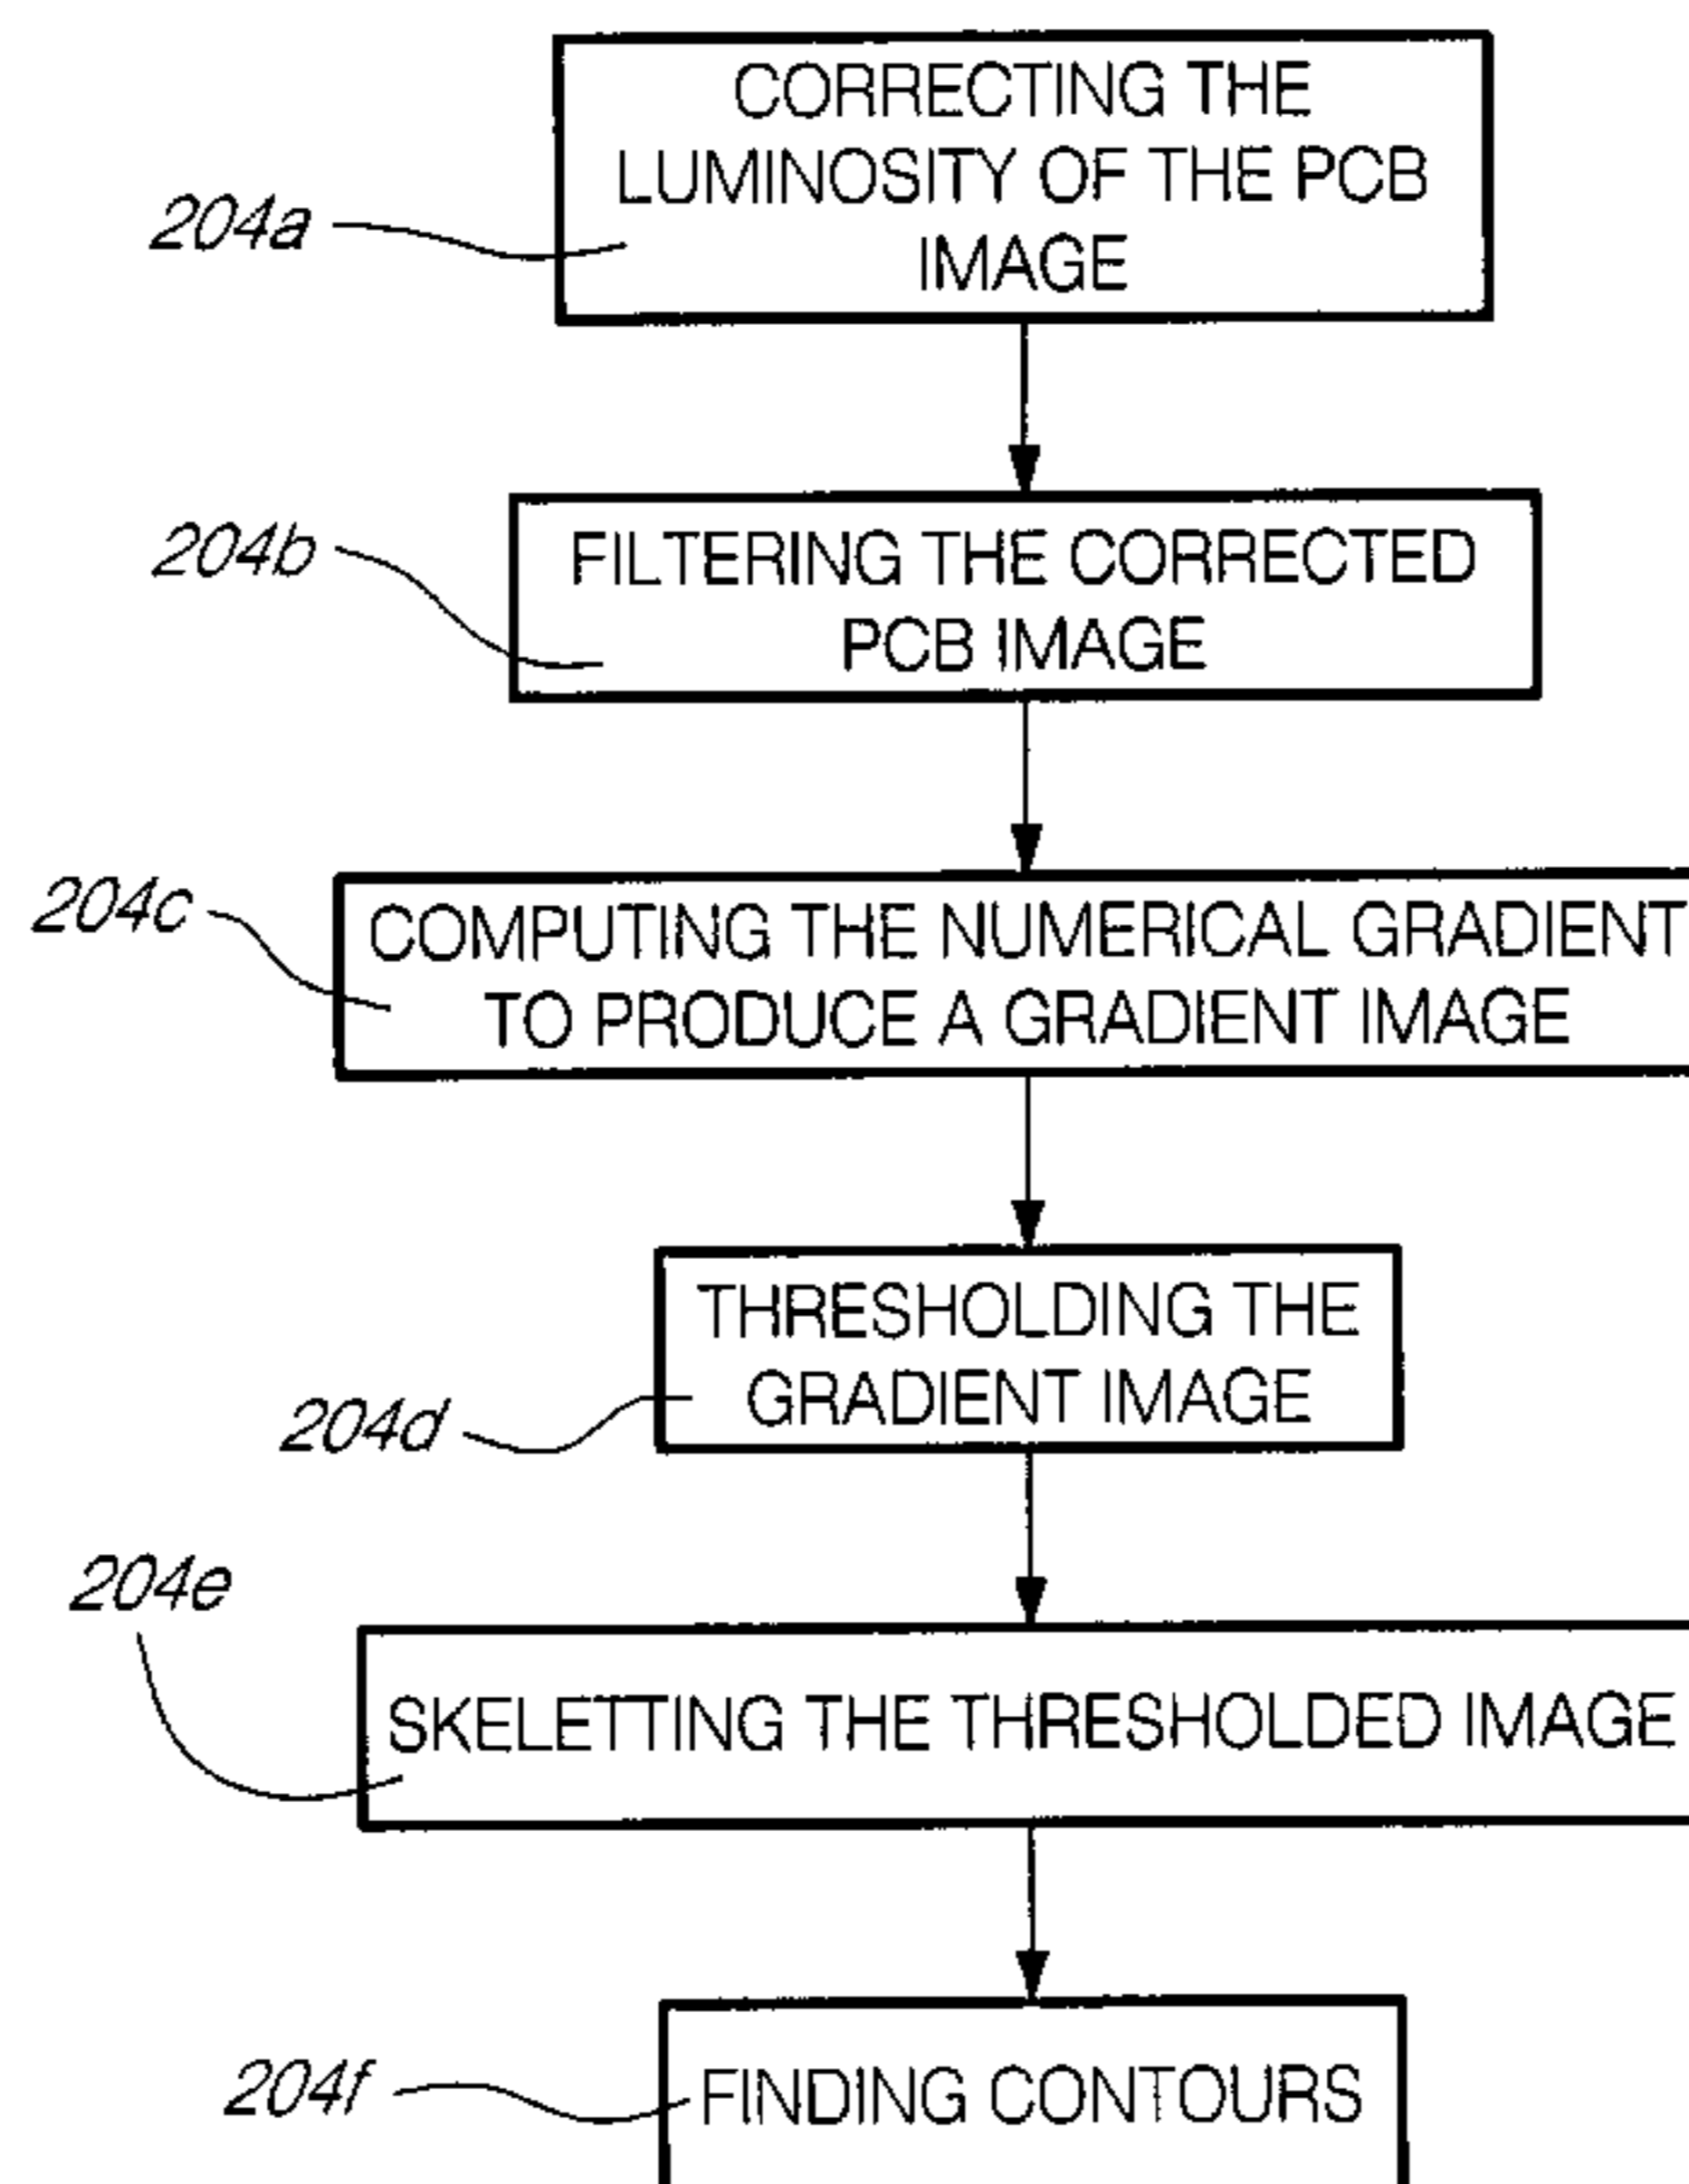 CORRECTING THE
LUMINOSITY OF THE PCB
IMAGE
204a
FILTERING THE CORRECTED
PCB IMAGE
204b
COMPUTING THE NUMERICAL GRADIENT
TO PRODUCE A GRADIENT IMAGE
204c
THRESHOLDING THE
GRADIENT IMAGE
204d
204e
SKELETTING THE THRESHOLDED IMAGE
204f
FINDING CONTOURS